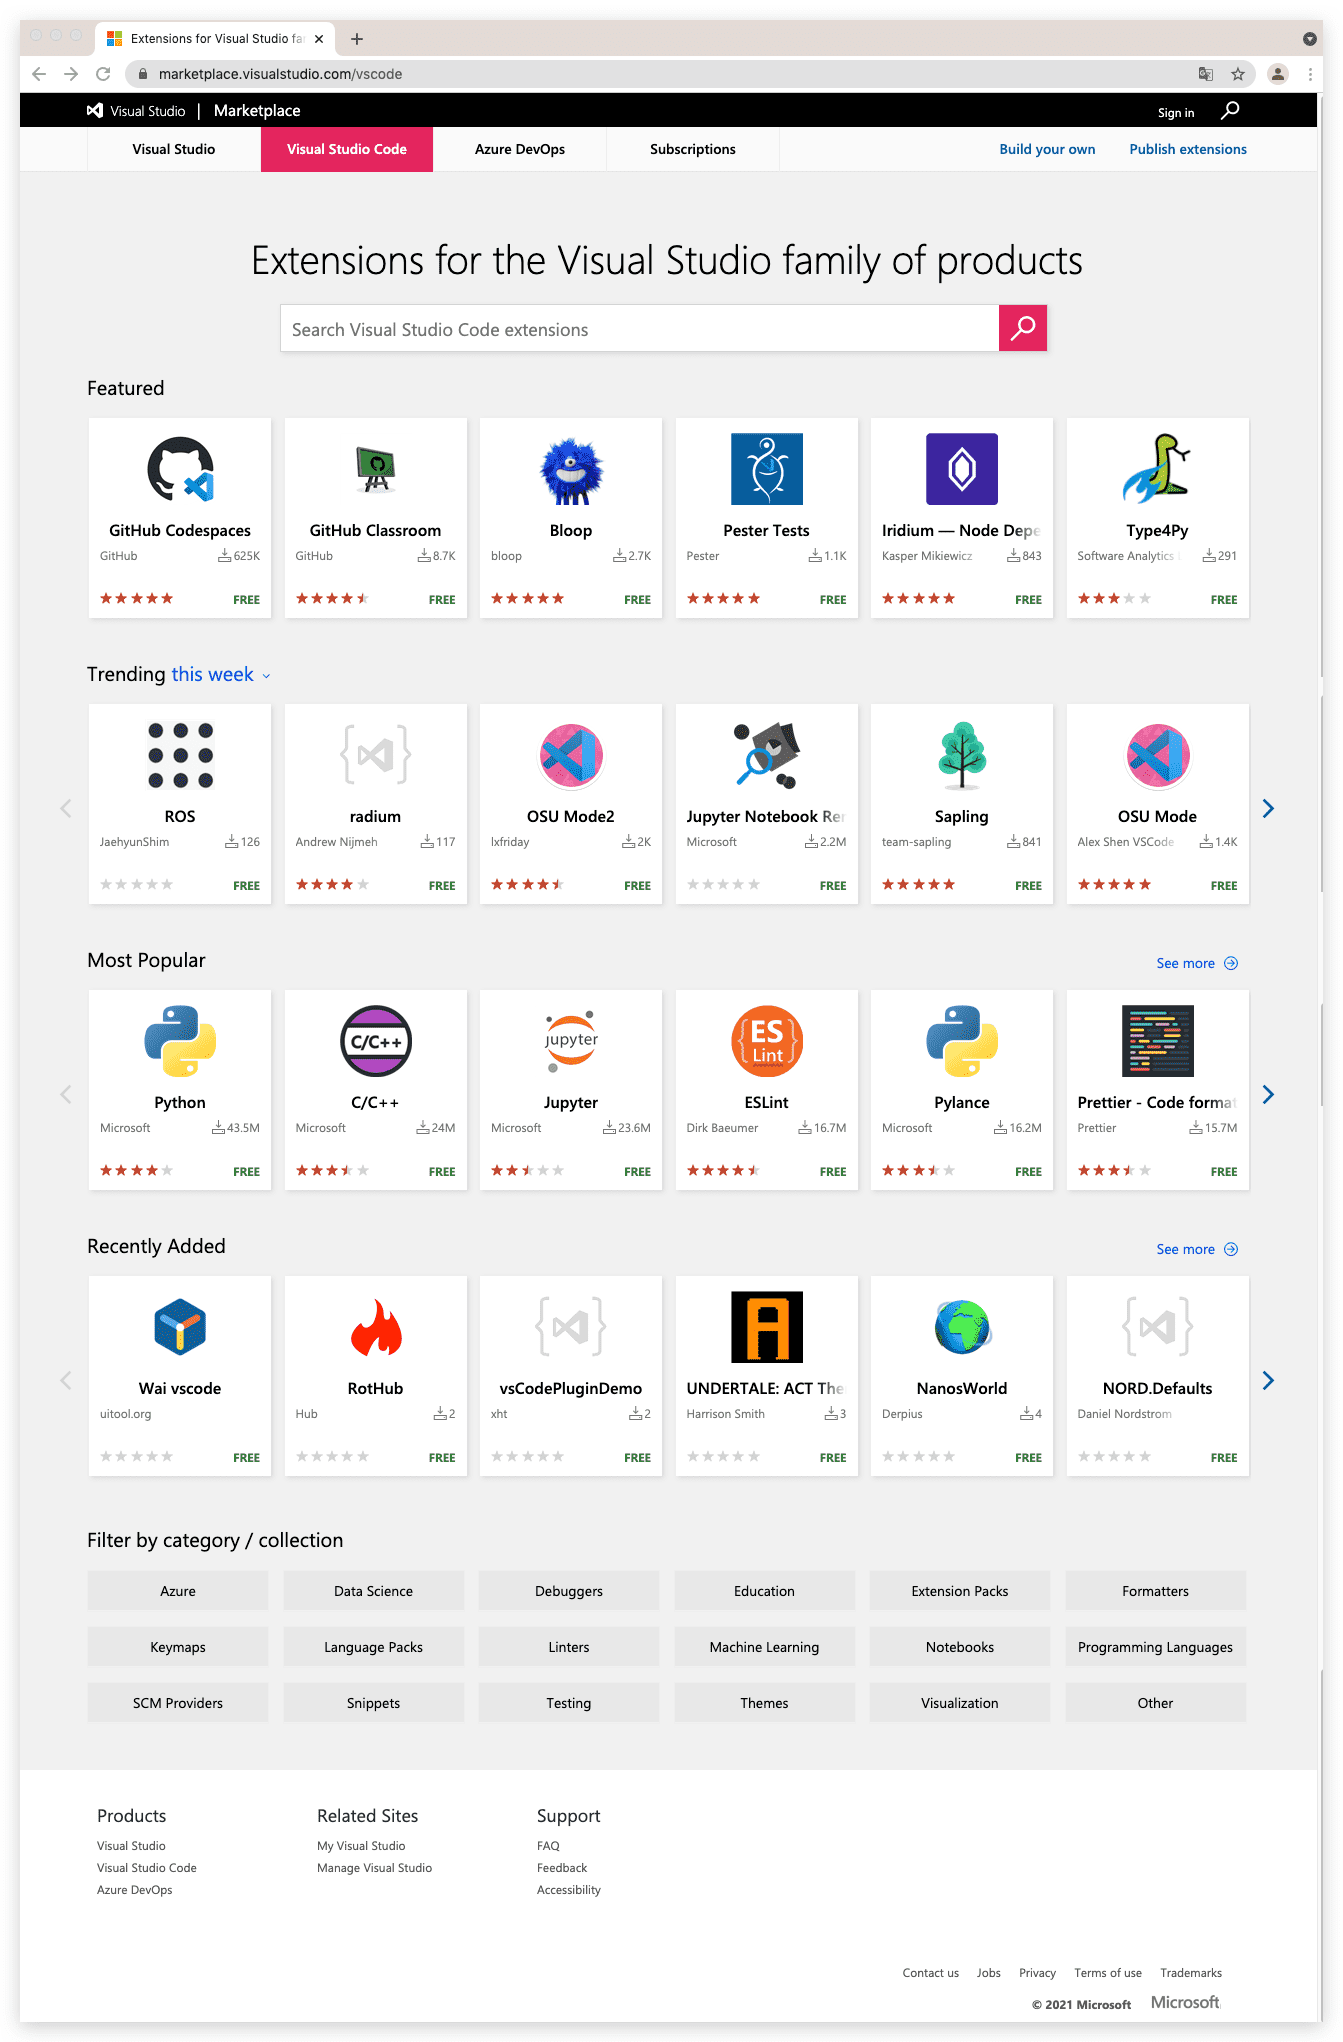 Extensions for Visual Studio fa
marketplace.visualstudio.com/vscode
Visual Studio | Marketplace
Sign in
Visual Studio
Visual Studio Code
Azure DevOps
Subscriptions
Build your own
Publish extensions
Extensions for the Visual Studio family of products
Search Visual Studio Code extensions
Featured
GitHub Codespaces
GitHub 625K
FREE
GitHub Classroom
GitHub 8.7K
FREE
Bloop
bloop 2.7K
FREE
Pester Tests
Pester 1.1K
FREE
Iridium — Node Depe
Kasper Mikiewicz 843
FREE
Type4Py
Software Analytics 291
FREE
Trending this week
ROS
JaehyunShim 126
FREE
radium
Andrew Nijmeh 117
FREE
OSU Mode2
lxfriday 2K
FREE
Jupyter Notebook Rer
Microsoft 2.2M
FREE
Sapling
team-sapling 841
FREE
OSU Mode
Alex Shen VSCode 1.4K
FREE
Most Popular
See more
Python
Microsoft 43.5M
FREE
C/C++
C/C++
Microsoft 24M
FREE
jupyter
Jupyter
Microsoft 23.6M
FREE
ES
Lint
ESLint
Dirk Baeumer 16.7M
FREE
Pylance
Microsoft 16.2M
FREE
Prettier - Code format
Prettier 15.7M
FREE
Recently Added
See more
Wai vscode
uitool.org
FREE
RotHub
Hub 2
FREE
vsCodePluginDemo
xht 2
FREE
A
UNDERTALE: ACT The
Harrison Smith 3
FREE
NanosWorld
Derpius 4
FREE
NORD.Defaults
Daniel Nordstrom
FREE
Filter by category / collection
Azure
Data Science
Debuggers
Education
Extension Packs
Formatters
Keymaps
Language Packs
Linters
Machine Learning
Notebooks
Programming Languages
SCM Providers
Snippets
Testing
Themes
Visualization
Other
Products
Visual Studio
Visual Studio Code
Azure DevOps
Related Sites
My Visual Studio
Manage Visual Studio
Support
FAQ
Feedback
Accessibility
Contact us
Jobs
Privacy
Terms of use
Trademarks
© 2021 Microsoft
Microsoft